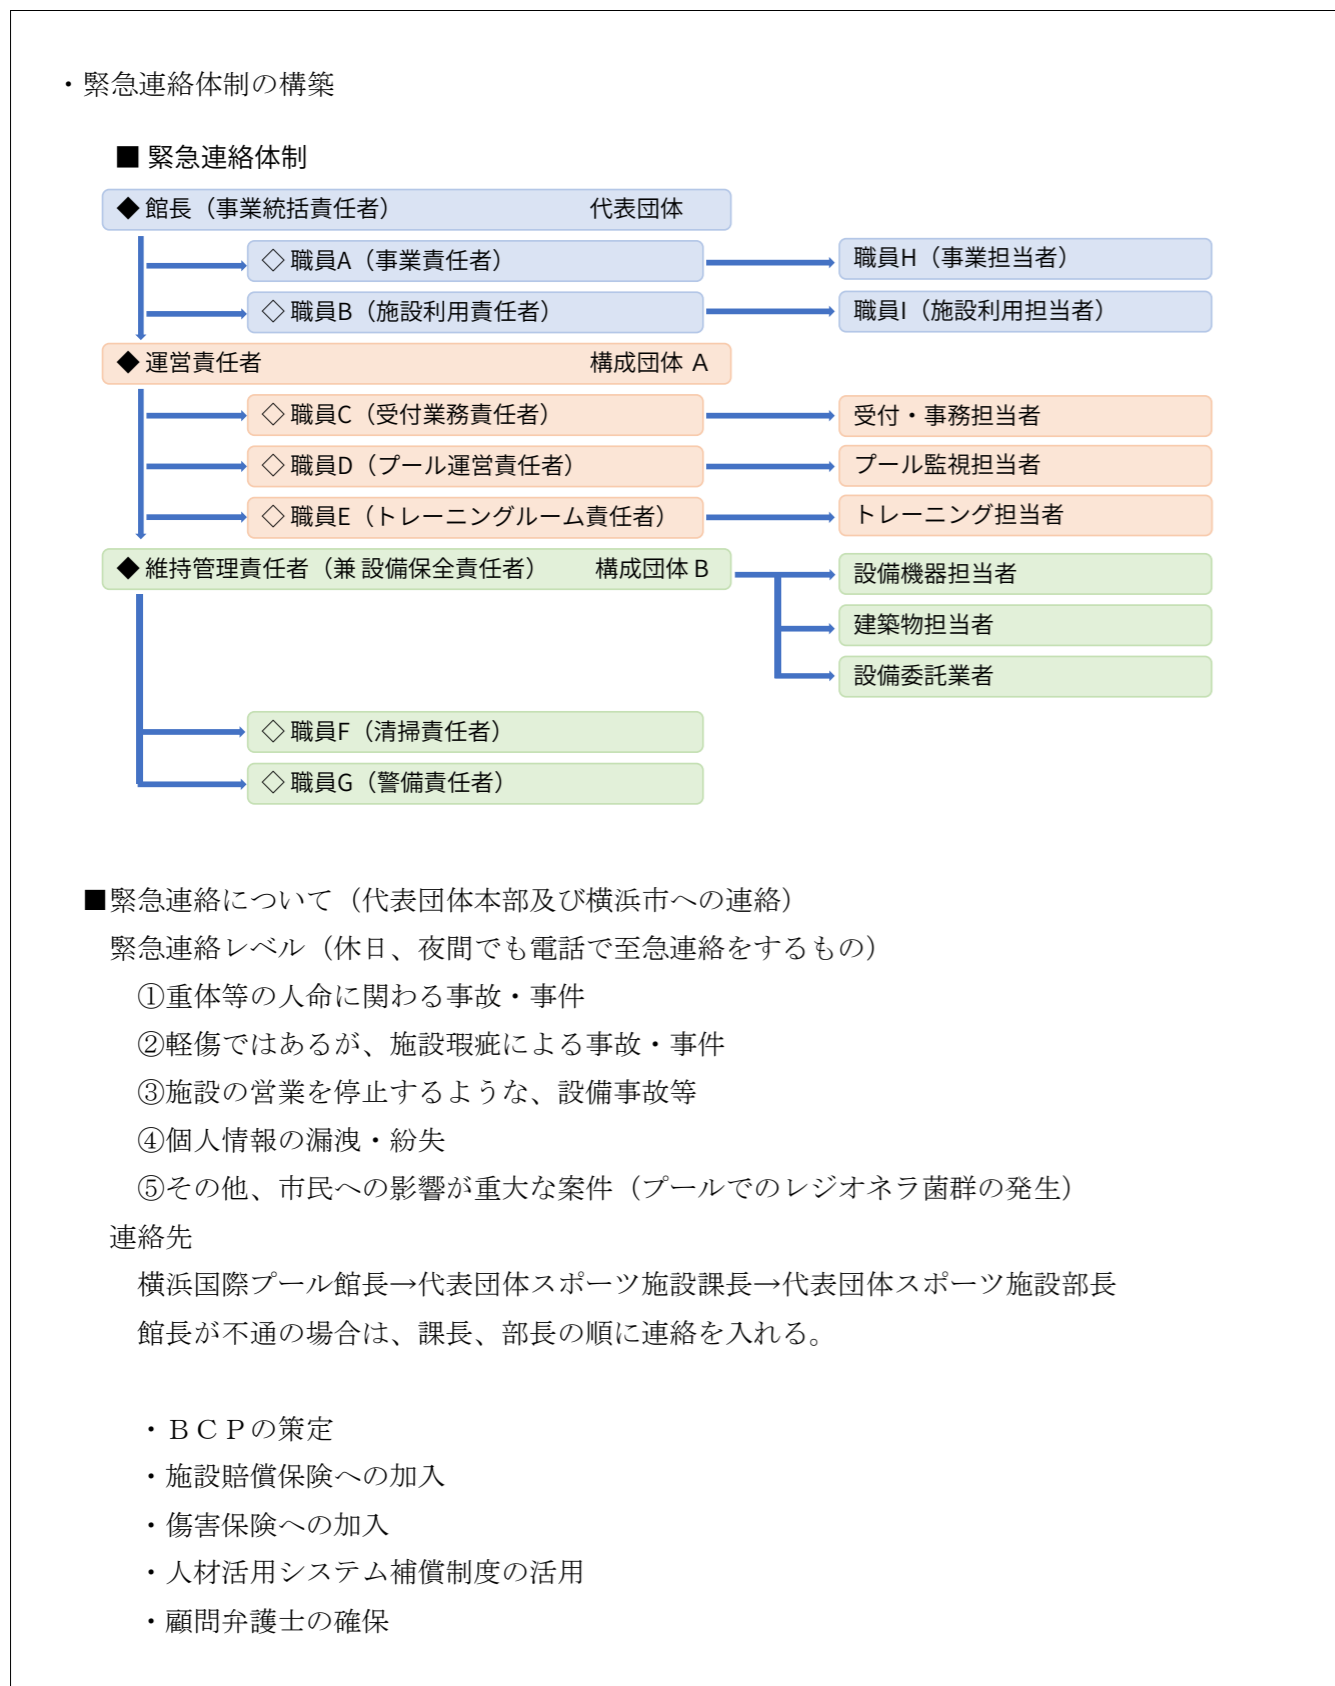 ・緊急連絡体制の構築
■ 緊急連絡体制
◆ 館長（事業統括責任者） 代表団体
◇ 職員A（事業責任者） 職員H（事業担当者）
◇ 職員B（施設利用責任者） 職員I（施設利用担当者）
◆ 運営責任者 構成団体 A
◇ 職員C（受付業務責任者） 受付・事務担当者
◇ 職員D（プール運営責任者） プール監視担当者
◇ 職員E（トレーニングルーム責任者） トレーニング担当者
◆ 維持管理責任者（兼 設備保全責任者） 構成団体 B 設備機器担当者
建築物担当者
設備委託業者
◇ 職員F（清掃責任者）
◇ 職員G（警備責任者）
■緊急連絡について（代表団体本部及び横浜市への連絡）
緊急連絡レベル（休日、夜間でも電話で至急連絡をするもの）
①重体等の人命に関わる事故・事件
②軽傷ではあるが、施設瑕疵による事故・事件
③施設の営業を停止するような、設備事故等
④個人情報の漏洩・紛失
⑤その他、市民への影響が重大な案件（プールでのレジオネラ菌群の発生）
連絡先
横浜国際プール館長→代表団体スポーツ施設課長→代表団体スポーツ施設部長
館長が不通の場合は、課長、部長の順に連絡を入れる。
・ＢＣＰの策定
・施設賠償保険への加入
・傷害保険への加入
・人材活用システム補償制度の活用
・顧問弁護士の確保